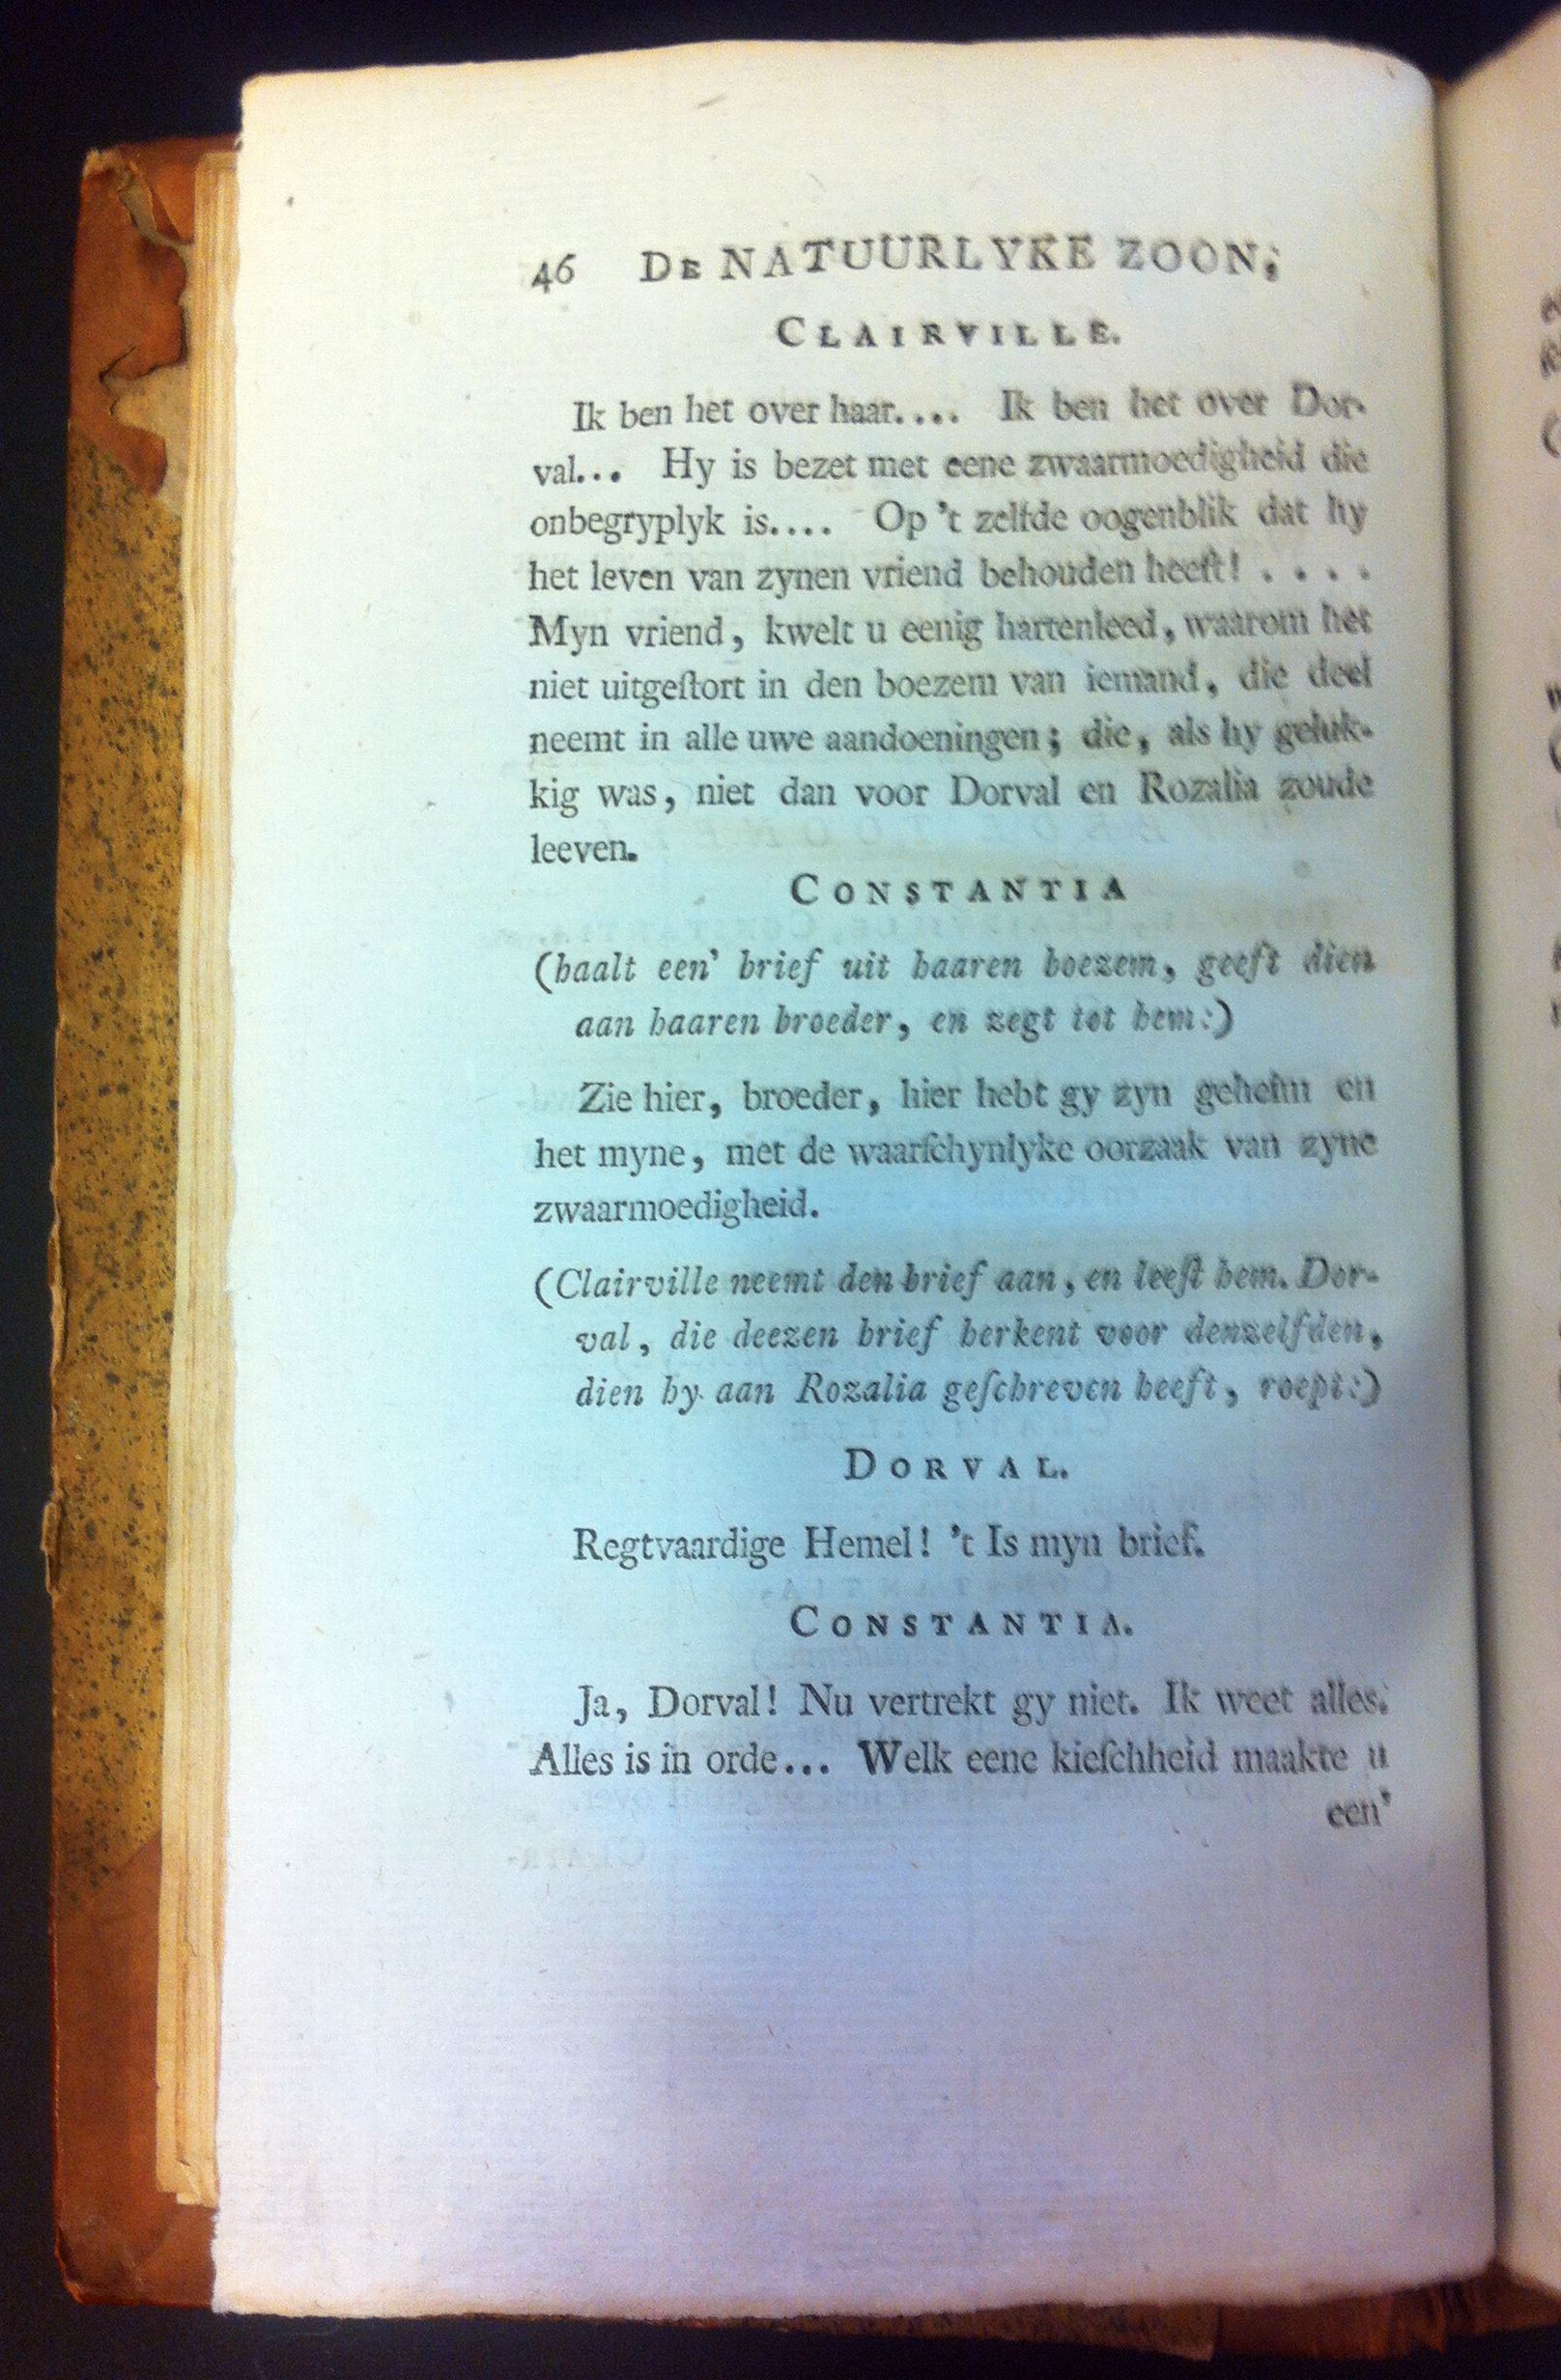 46 DE NATUURLYKE ZOON,
CLAIRVILLE.
Ik ben het over haar.... Ik ben het over Dor-
val... Hy is bezet met eene zwaarmoedigheid die
onbegryplyk is.... Op 't zelfde oogenblik dat hy
het leven van zynen vriend behouden heeft! . . . .
Myn vriend, kwelt u eenig hartenleed, waarom het
niet uitgeſtort in den boezem van iemand, die deel
neemt in alle uwe aandoeningen; die, als hy geluk-
kig was, niet dan voor Dorval en Rozalia zoude
leeven.
CONSTANTIA
(haalt een' brief uit haaren boezem, geeft dien
aan haaren broeder, en zegt tot hem:)
Zie hier, broeder, hier hebt gy zyn geheim en
het myne, met de waarſchynlyke oorzaak van zyne
zwaarmoedigheid.
(Clairville neemt den brief aan, en leeſt hem. Dor-
val, die deezen brief herkent voor denzelfden,
dien hy aan Rozalia geſchreven heeft, roept:)
DORVAL.
Regtvaardige Hemel! 't Is myn brief.
CONSTANTIA.
Ja, Dorval! Nu vertrekt gy niet. Ik weet alles.
Alles is in orde... Welk eene kieſchheid maakte u
een'